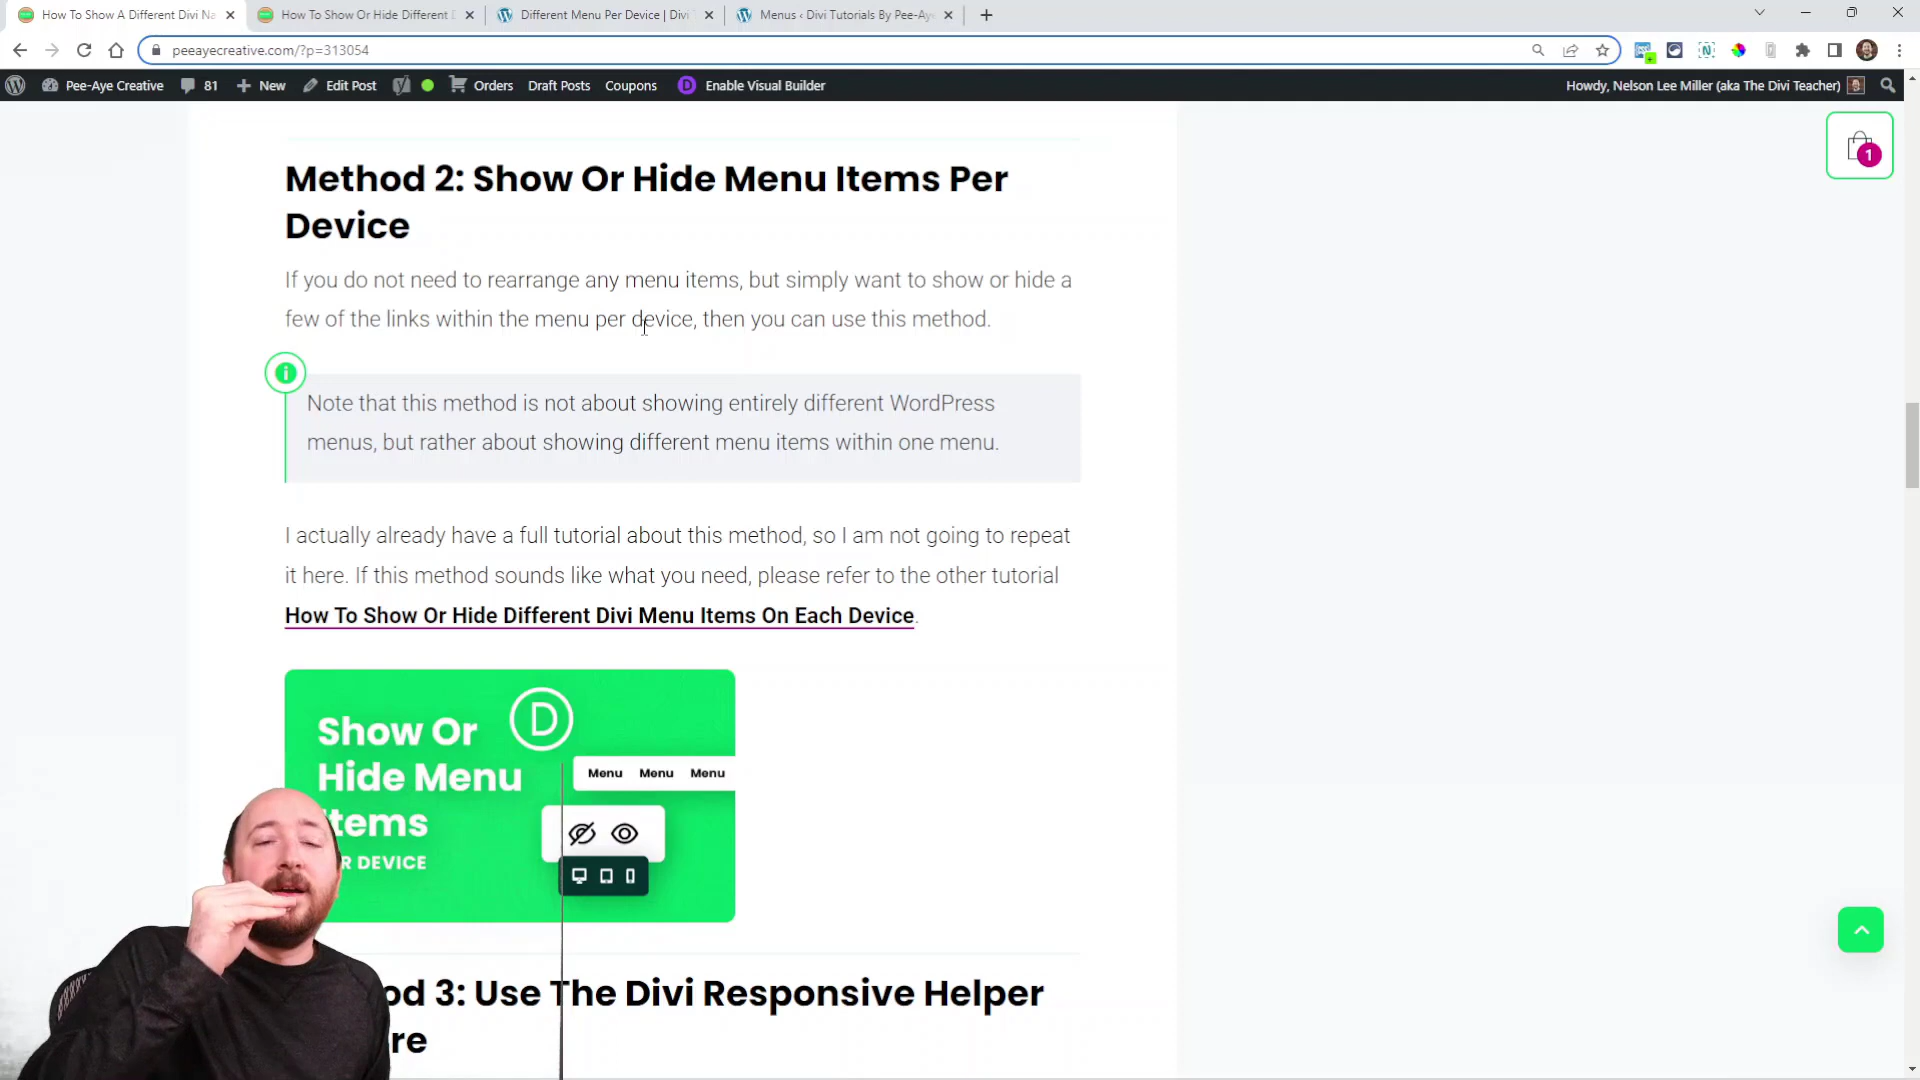 How To Show A Different Divi Na
How To Show Or Hide Different D
Different Menu Per Device | Divi T
Menus ‹ Divi Tutorials By Pee-Aye
peeayecreative.com/?p=313054
Pee-Aye Creative
81
New
Edit Post
Orders
Draft Posts
Coupons
Enable Visual Builder
Howdy, Nelson Lee Miller (aka The Divi Teacher)
1
Method 2: Show Or Hide Menu Items Per
Device
If you do not need to rearrange any menu items, but simply want to show or hide a
few of the links within the menu per device, then you can use this method.
Note that this method is not about showing entirely different WordPress
menus, but rather about showing different menu items within one menu.
I actually already have a full tutorial about this method, so I am not going to repeat
it here. If this method sounds like what you need, please refer to the other tutorial
How To Show Or Hide Different Divi Menu Items On Each Device.
Show Or
Hide Menu
Items
R DEVICE
D
Menu Menu Menu
od 3: Use The Divi Responsive Helper
re